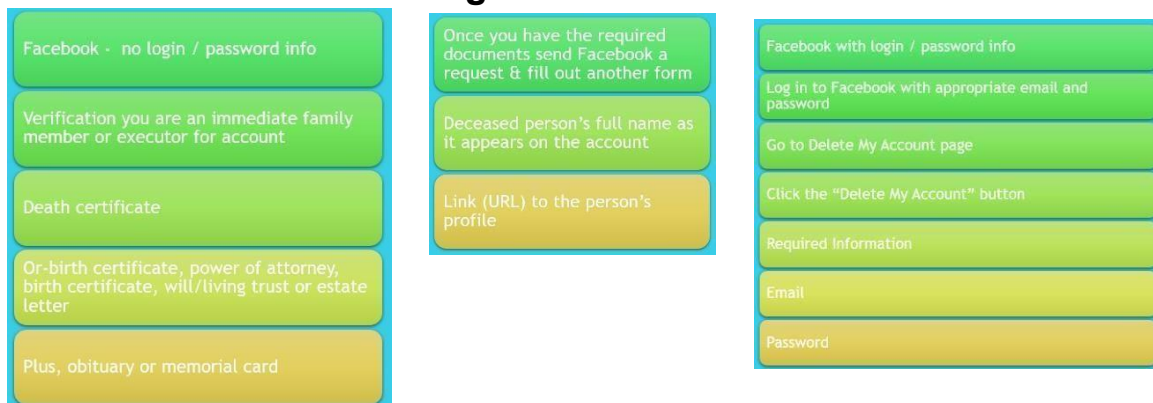 Facebook - no login / password info
Verification you are an immediate family
member or executor for account
Death certificate
Or-birth certificate, power of attorney,
birth certificate, will/living trust or estate
letter
Plus, obituary or memorial card
Once you have the required
documents send Facebook a
request & fill out another form
Deceased person's full name as
it appears on the account
Link (URL) to the person's
profile
Facebook with login / password info
Log in to Facebook with appropriate email and
password
Go to Delete My Account page
Click the “Delete My Account” button
Required Information
Email
Password